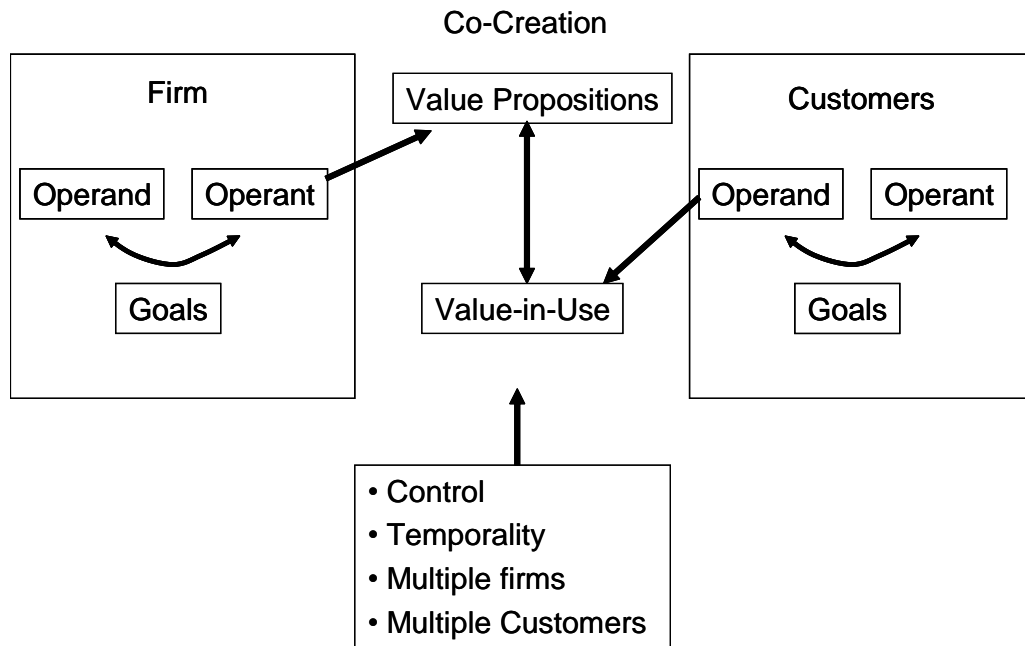 Co-Creation
Firm
Operand
Operant
Goals
Value Propositions
Value-in-Use
Customers
Operand
Operant
Goals
• Control
• Temporality
• Multiple firms
• Multiple Customers